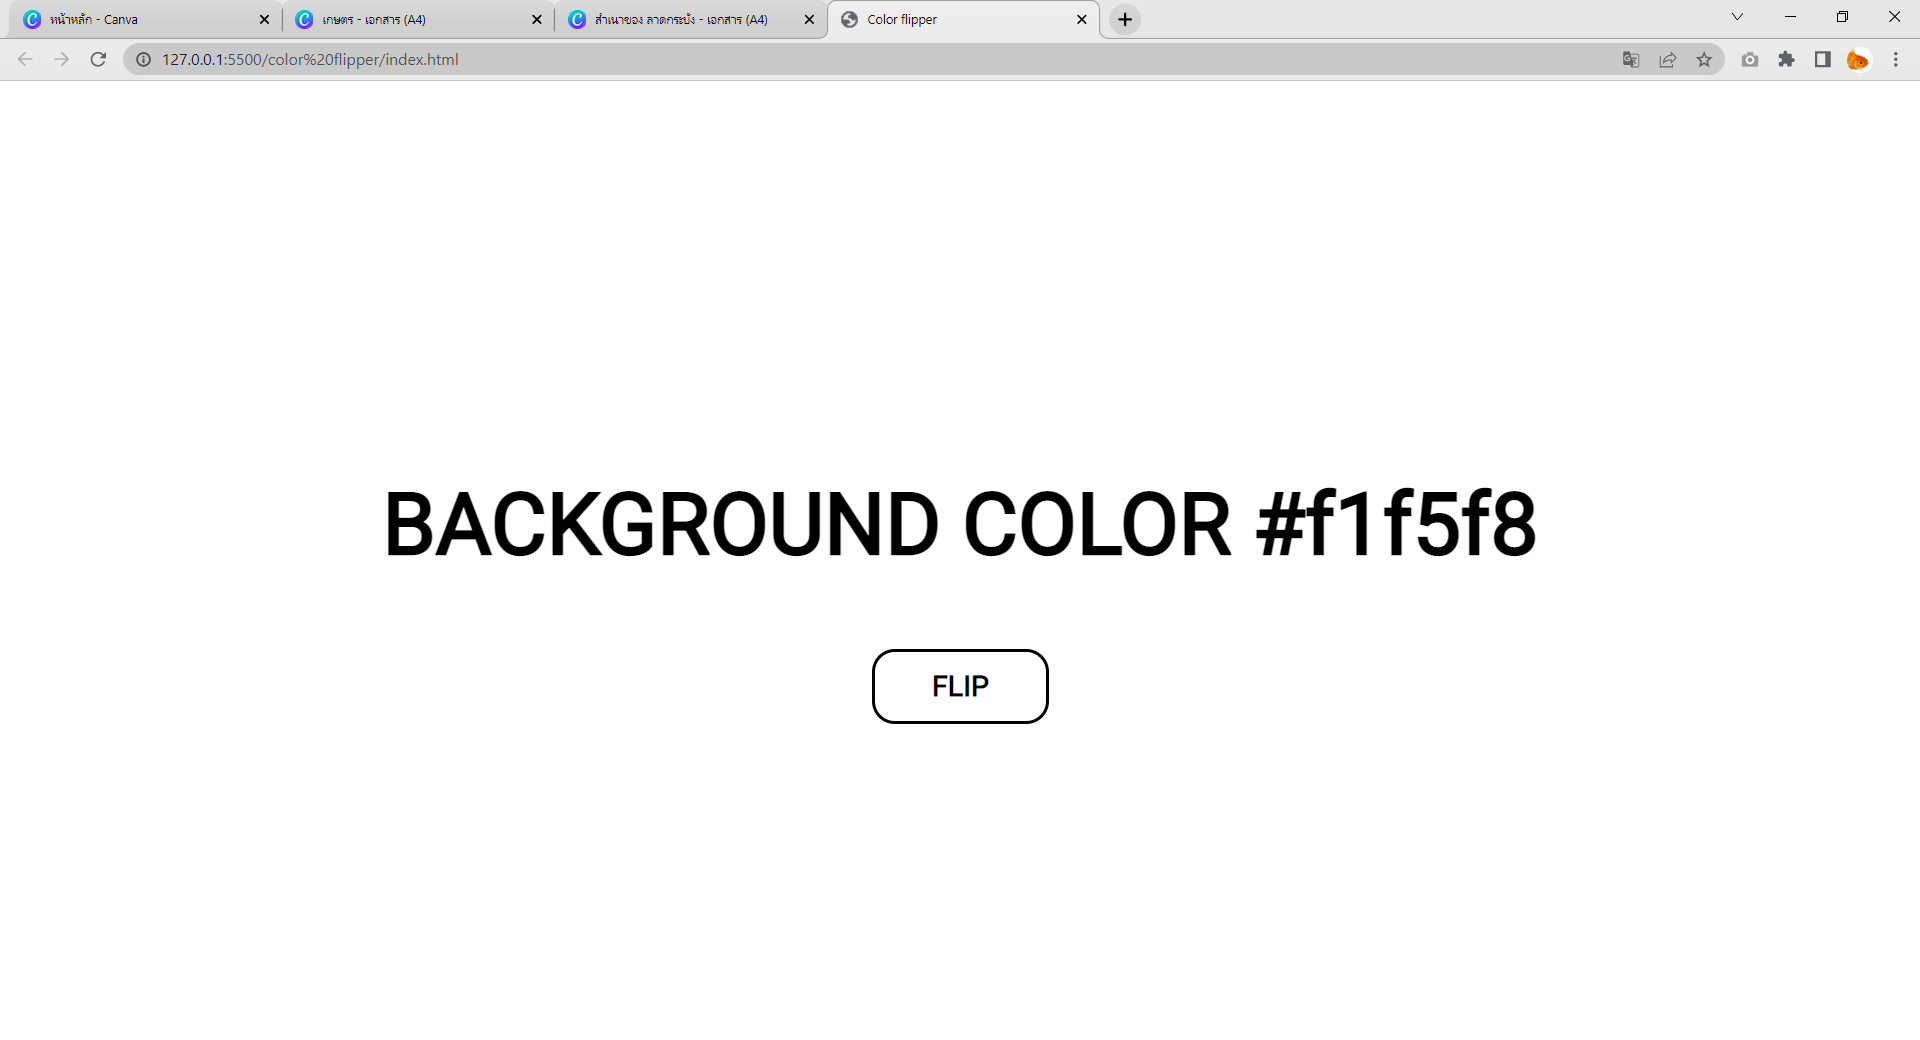 หน้าหลัก - Canva
เกษตร - เอกสาร (A4)
สำเนาของ ลาดกระบัง - เอกสาร (A4)
Color flipper
127.0.0.1:5500/color%20flipper/index.html
BACKGROUND COLOR #f1f5f8
FLIP